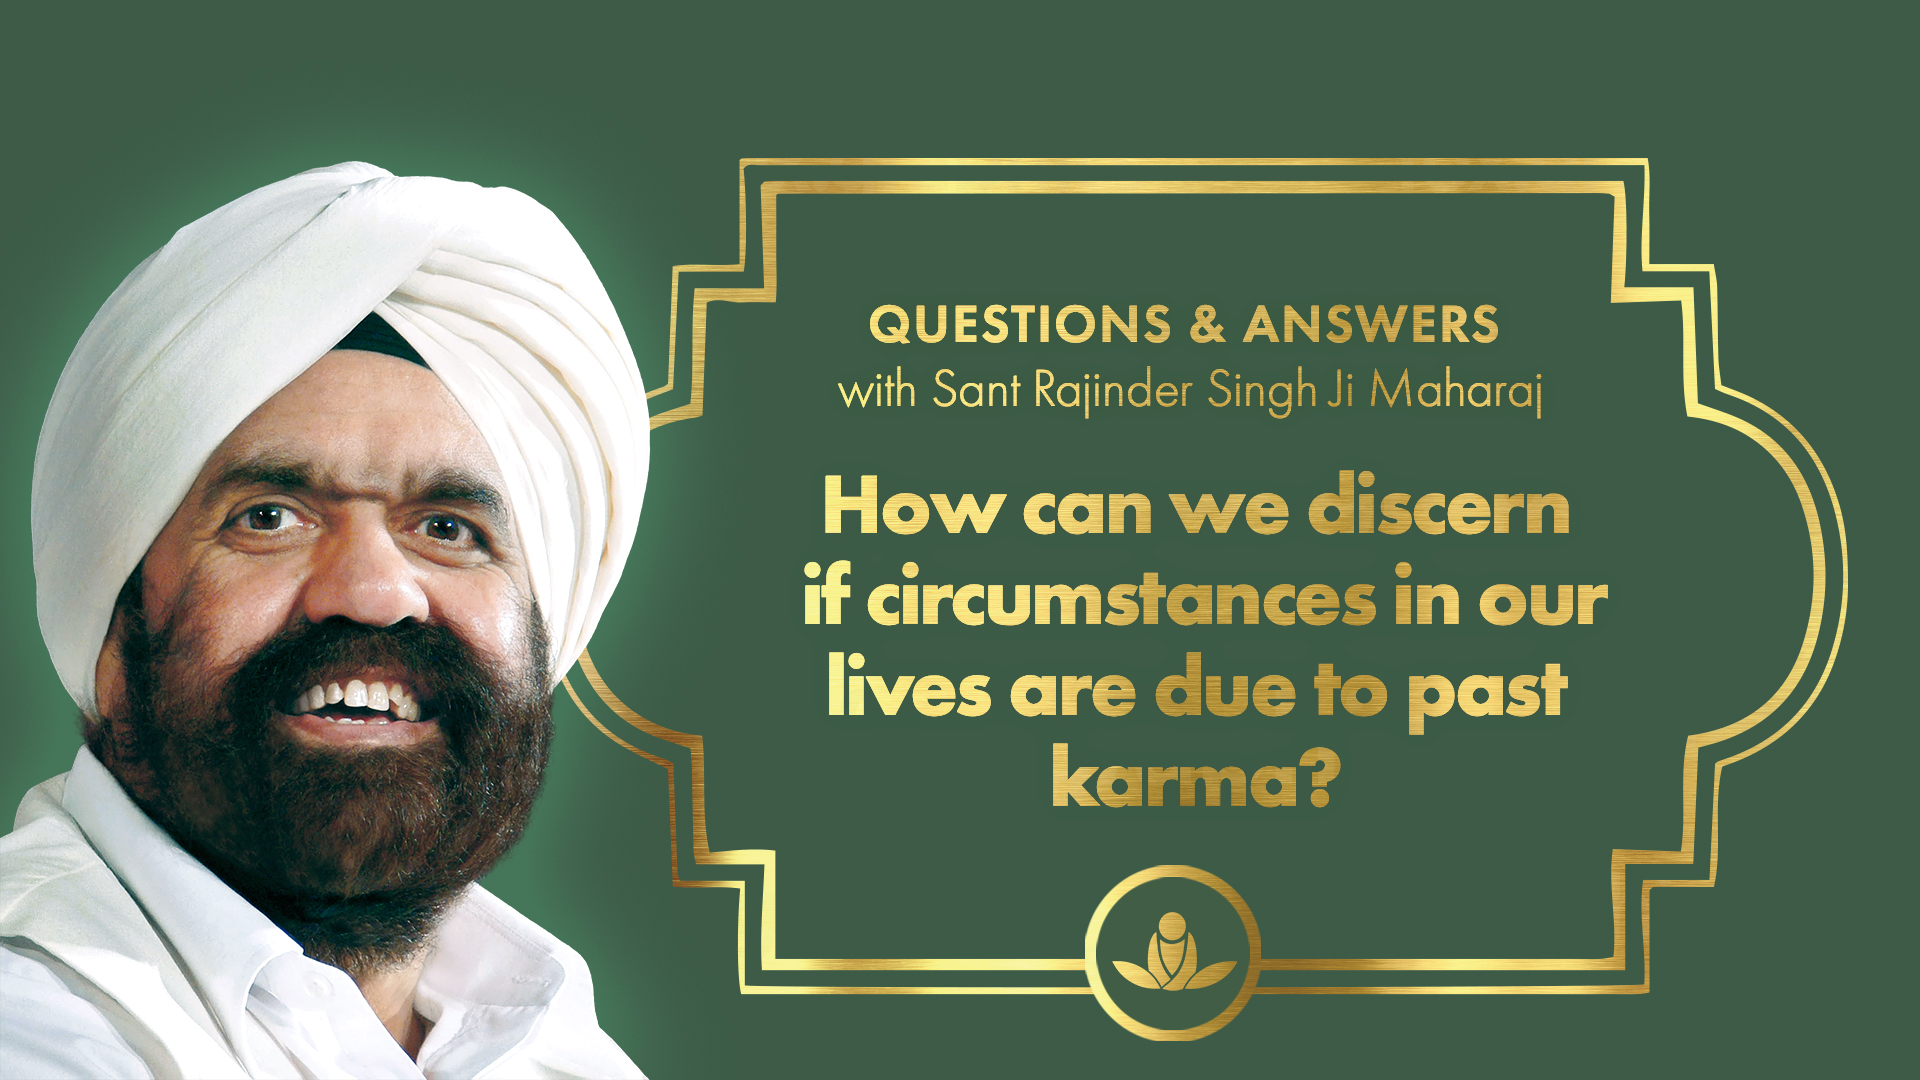 QUESTIONS & ANSWERS
with Sant Rajinder Singh Ji Maharaj
How can we discern
if circumstances in our
lives are due to past
karma?